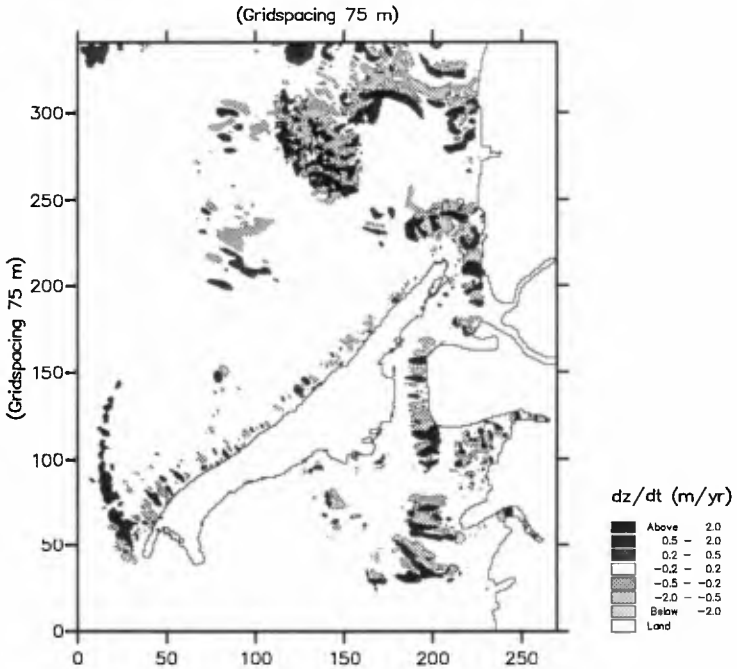 (Gridspacing 75 m)
300
250
200
150
100
50
0
(Gridspacing 75 m)
0 50 100 150 200 250
dz/dt (m/yr)
Above 2.0
0.5 - 2.0
0.2 - 0.5
-0.2 - 0.2
-0.5 - -0.2
-2.0 - -0.5
Below -2.0
Land